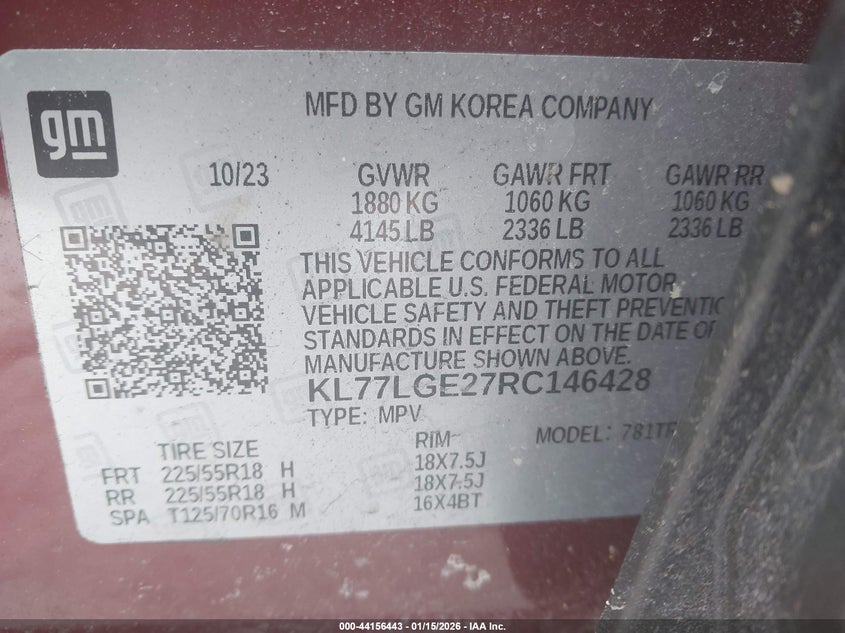 gm
MFD BY GM KOREA COMPANY
10/23 GVWR GAWR FRT GAWR RR
1880 KG 1060 KG 1060 KG
4145 LB 2336 LB 2336 LB
THIS VEHICLE CONFORMS TO ALL
APPLICABLE U.S. FEDERAL MOTOR
VEHICLE SAFETY AND THEFT PREVENTIO
STANDARDS IN EFFECT ON THE DATE OF
MANUFACTURE SHOWN ABOVE.
KL77LGE27RC146428
TYPE: MPV MODEL: 781TR
TIRE SIZE RIM
FRT 225/55R18 H 18X7.5J
RR 225/55R18 H 18X7.5J
SPA T125/70R16 M 16X4BT
000-44156443 - 01/15/2026 - IAA Inc.